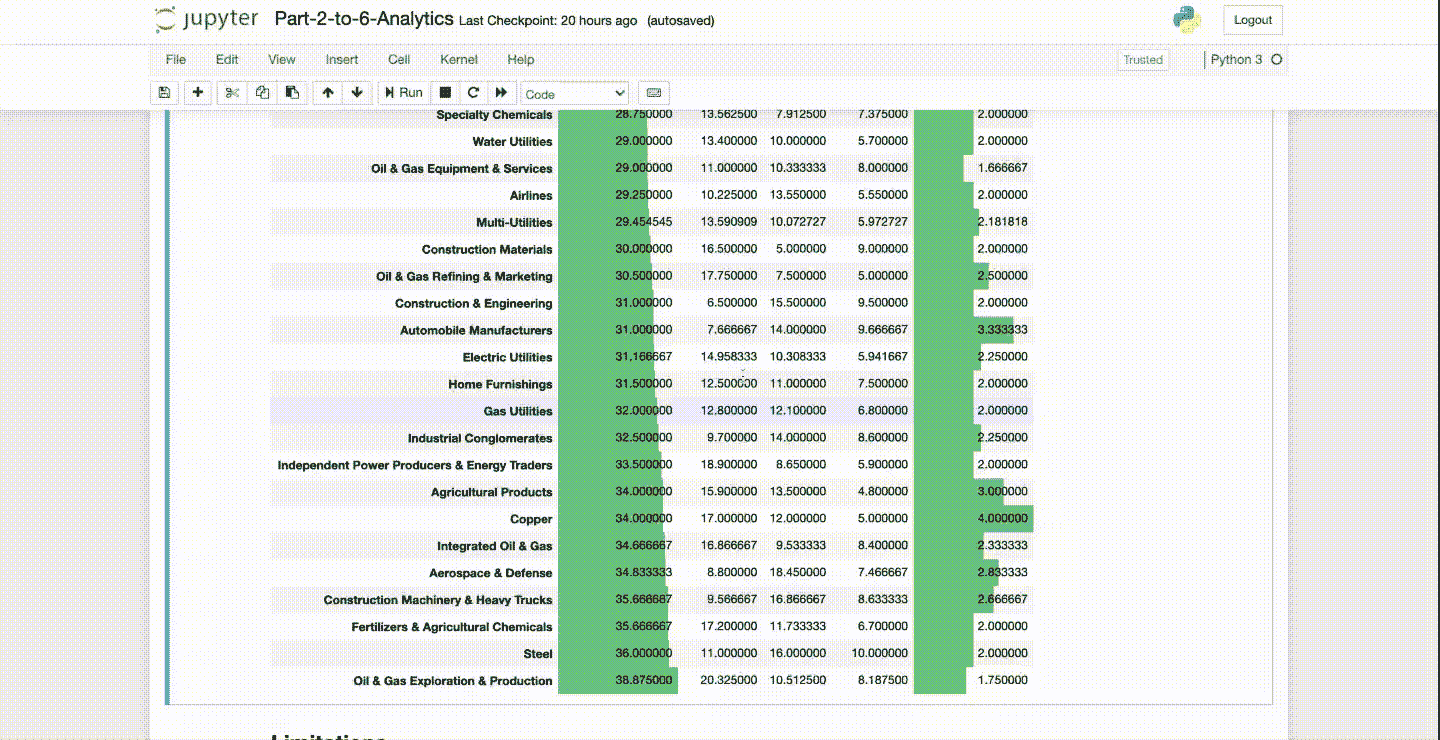 jupyter Part-2-to-6-Analytics Last Checkpoint: 20 hours ago (autosaved) Logout
File Edit View Insert Cell Kernel Help Trusted Python 3
Run Code
Specialty Chemicals 28.750000 13.562500 7.912500 7.375000 2.000000
Water Utilities 29.000000 13.400000 10.000000 5.700000 2.000000
Oil & Gas Equipment & Services 29.000000 11.000000 10.333333 8.000000 1.666667
Airlines 29.250000 10.225000 13.550000 5.550000 2.000000
Multi-Utilities 29.454545 13.590909 10.072727 5.972727 2.181818
Construction Materials 30.000000 16.500000 5.000000 9.000000 2.000000
Oil & Gas Refining & Marketing 30.500000 17.750000 7.500000 5.000000 2.500000
Construction & Engineering 31.000000 6.500000 15.500000 9.500000 2.000000
Automobile Manufacturers 31.000000 7.666667 14.000000 9.666667 3.333333
Electric Utilities 31.166667 14.958333 10.308333 5.941667 2.250000
Home Furnishings 31.500000 12.500000 11.000000 7.500000 2.000000
Gas Utilities 32.000000 12.800000 12.100000 6.800000 2.000000
Industrial Conglomerates 32.500000 9.700000 14.000000 8.600000 2.250000
Independent Power Producers & Energy Traders 33.500000 18.900000 8.650000 5.900000 2.000000
Agricultural Products 34.000000 15.900000 13.500000 4.800000 3.000000
Copper 34.000000 17.000000 12.000000 5.000000 4.000000
Integrated Oil & Gas 34.666667 16.866667 9.533333 8.400000 2.333333
Aerospace & Defense 34.833333 8.800000 18.450000 7.466667 2.833333
Construction Machinery & Heavy Trucks 35.666667 9.566667 16.866667 8.633333 2.666667
Fertilizers & Agricultural Chemicals 35.666667 17.200000 11.733333 6.700000 2.000000
Steel 36.000000 11.000000 16.000000 10.000000 2.000000
Oil & Gas Exploration & Production 38.875000 20.325000 10.512500 8.187500 1.750000
Limitations